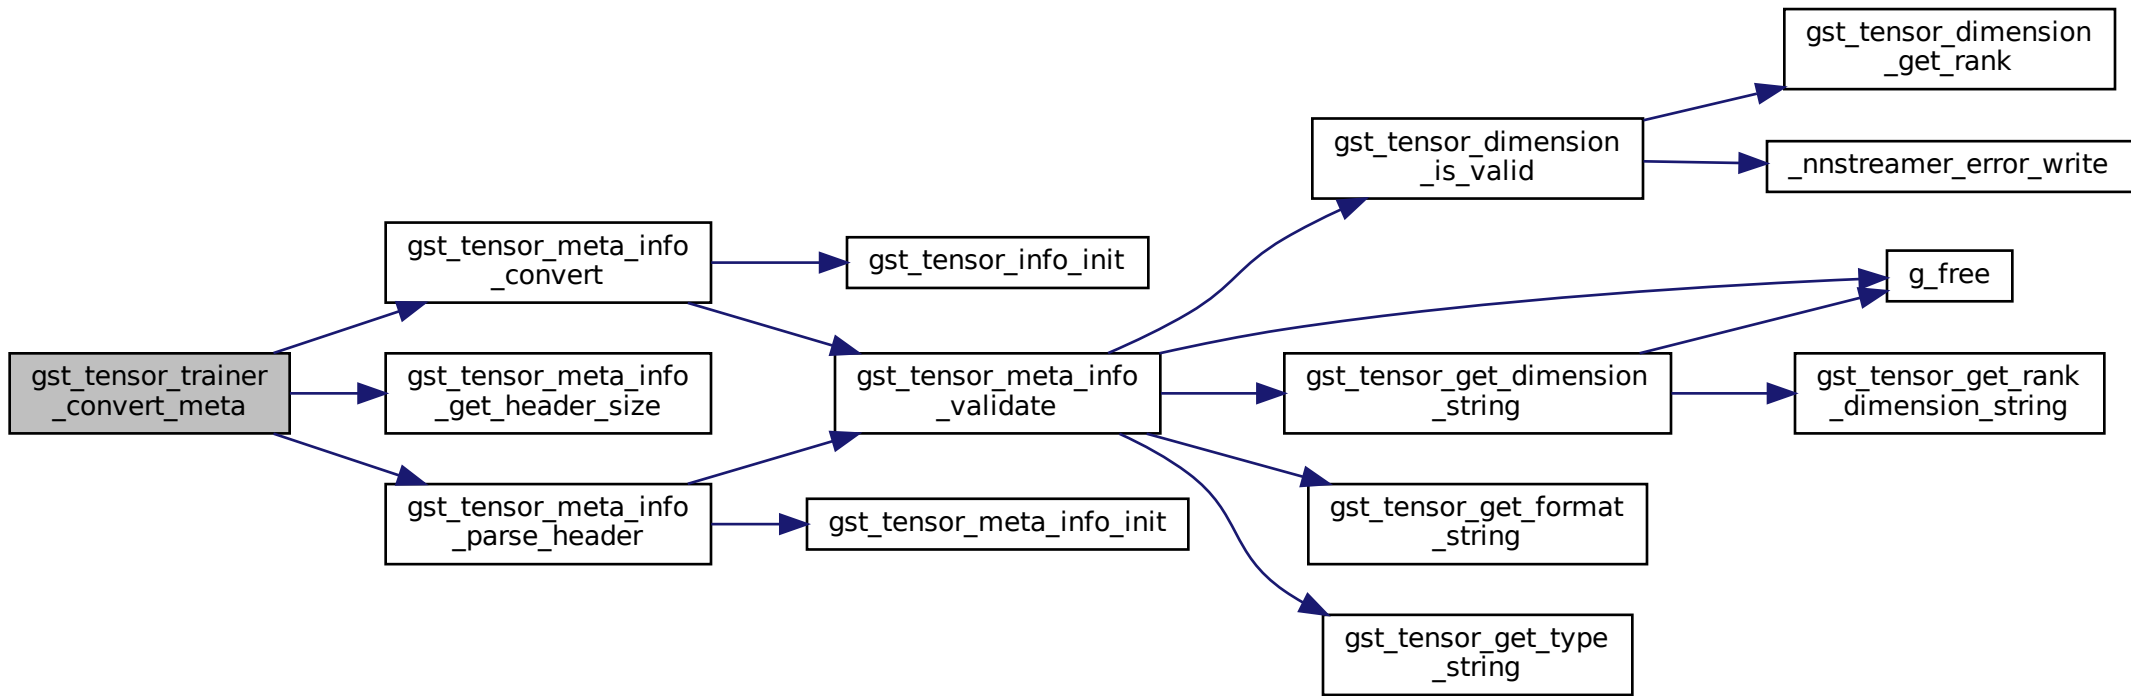 gst_tensor_trainer
_convert_meta
gst_tensor_meta_info
_convert
gst_tensor_meta_info
_get_header_size
gst_tensor_meta_info
_parse_header
gst_tensor_info_init
gst_tensor_meta_info
_validate
gst_tensor_meta_info_init
gst_tensor_dimension
_is_valid
gst_tensor_get_dimension
_string
gst_tensor_get_format
_string
gst_tensor_get_type
_string
gst_tensor_dimension
_get_rank
_nnstreamer_error_write
g_free
gst_tensor_get_rank
_dimension_string